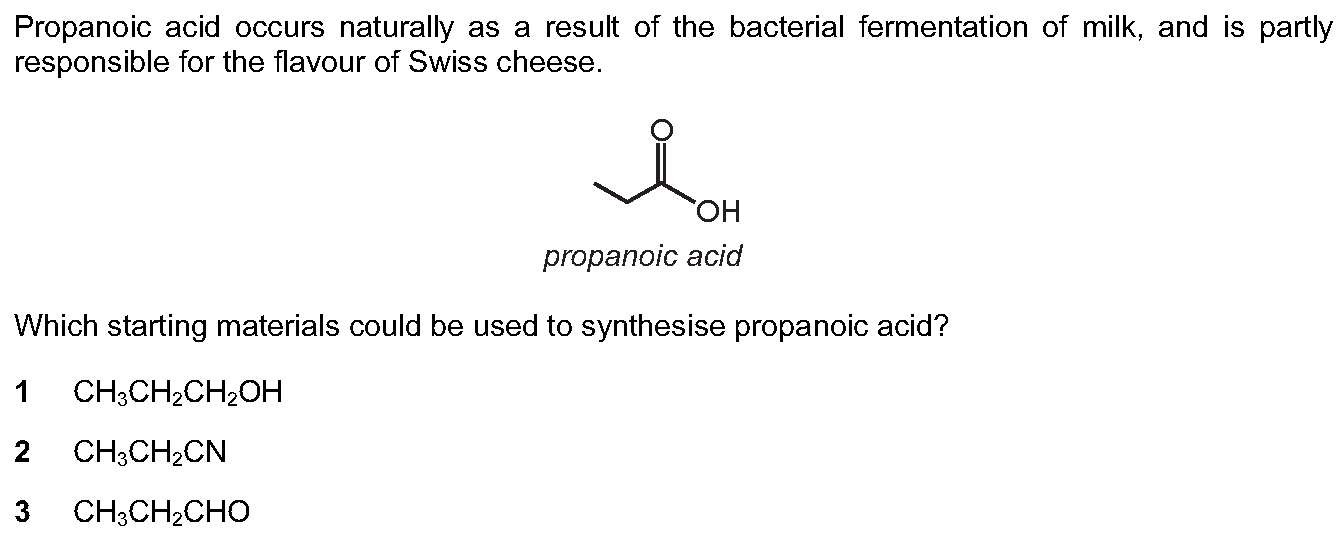 Propanoic acid occurs naturally as a result of the bacterial fermentation of milk, and is partly
responsible for the flavour of Swiss cheese.
O
OH
propanoic acid
Which starting materials could be used to synthesise propanoic acid?
1 CH₃CH₂CH₂OH
2 CH₃CH₂CN
3 CH₃CH₂CHO